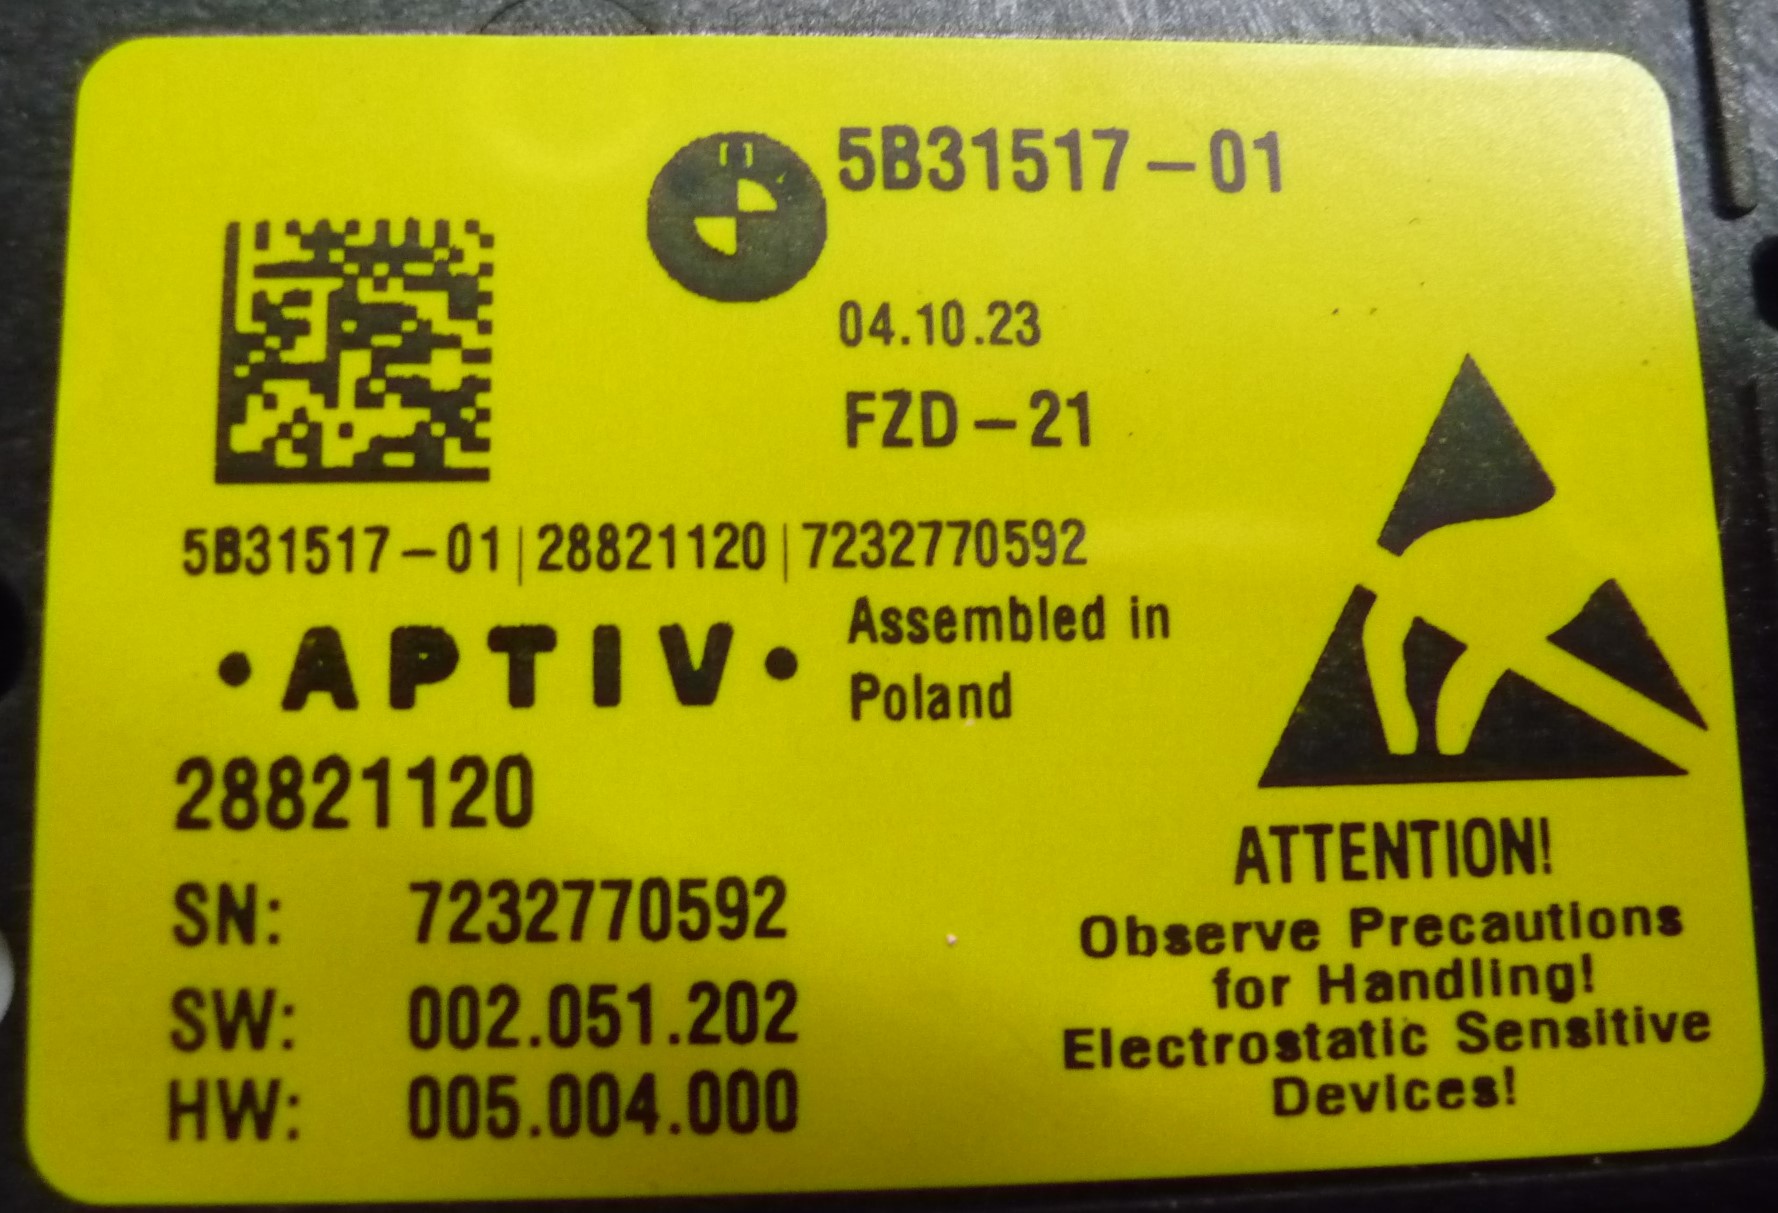 5B31517-01
04.10.23
FZD-21
5B31517-01|28821120|7232770592
• APTIV •
Assembled in
Poland
28821120
SN: 7232770592
SW: 002.051.202
HW: 005.004.000
ATTENTION!
Observe Precautions
for Handling!
Electrostatic Sensitive
Devices!